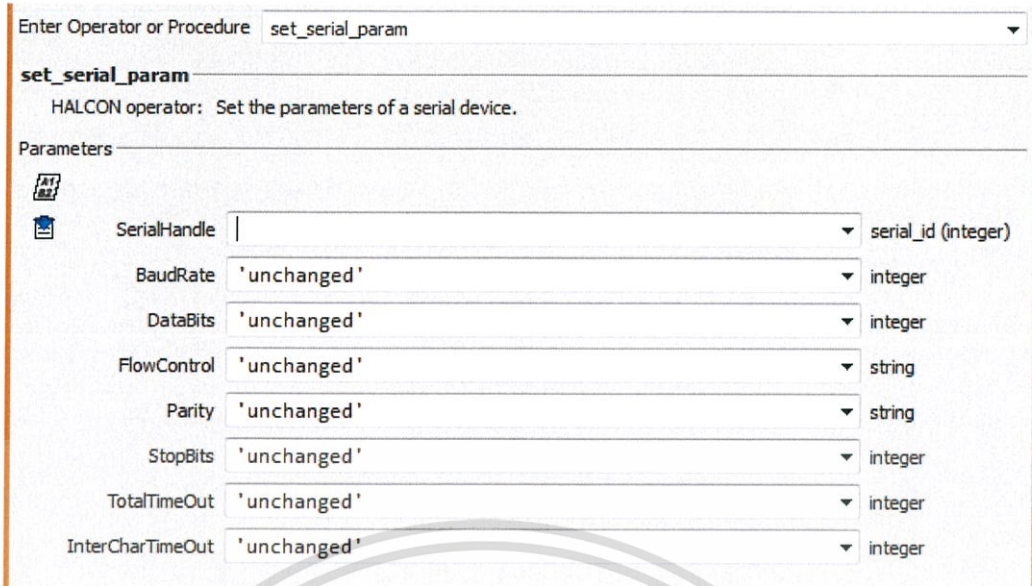 Enter Operator or Procedure set_serial_param
set_serial_param
HALCON operator: Set the parameters of a serial device.
Parameters
A1
B2
SerialHandle serial_id (integer)
BaudRate 'unchanged' integer
DataBits 'unchanged' integer
FlowControl 'unchanged' string
Parity 'unchanged' string
StopBits 'unchanged' integer
TotalTimeOut 'unchanged' integer
InterCharTimeOut 'unchanged' integer